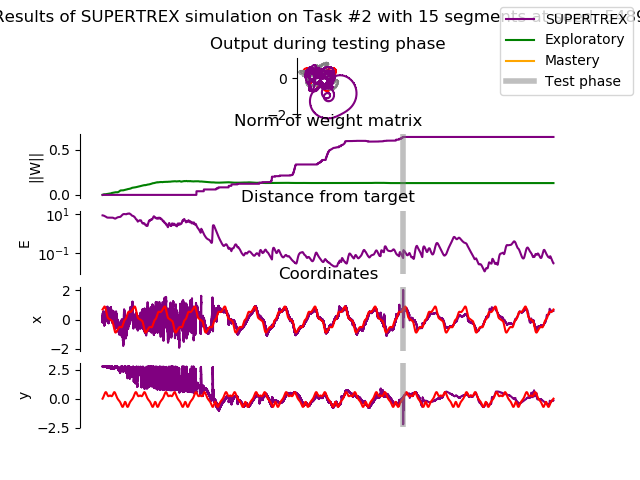 Results of SUPERTREX simulation on Task #2 with 15 segments
SUPERTREX
Exploratory
Mastery
Test phase
Output during testing phase
0
−2
Norm of weight matrix
||W||
0.5
0.0
Distance from target
E
10¹
10⁻¹
Coordinates
x
2
0
−2
y
2.5
0.0
−2.5